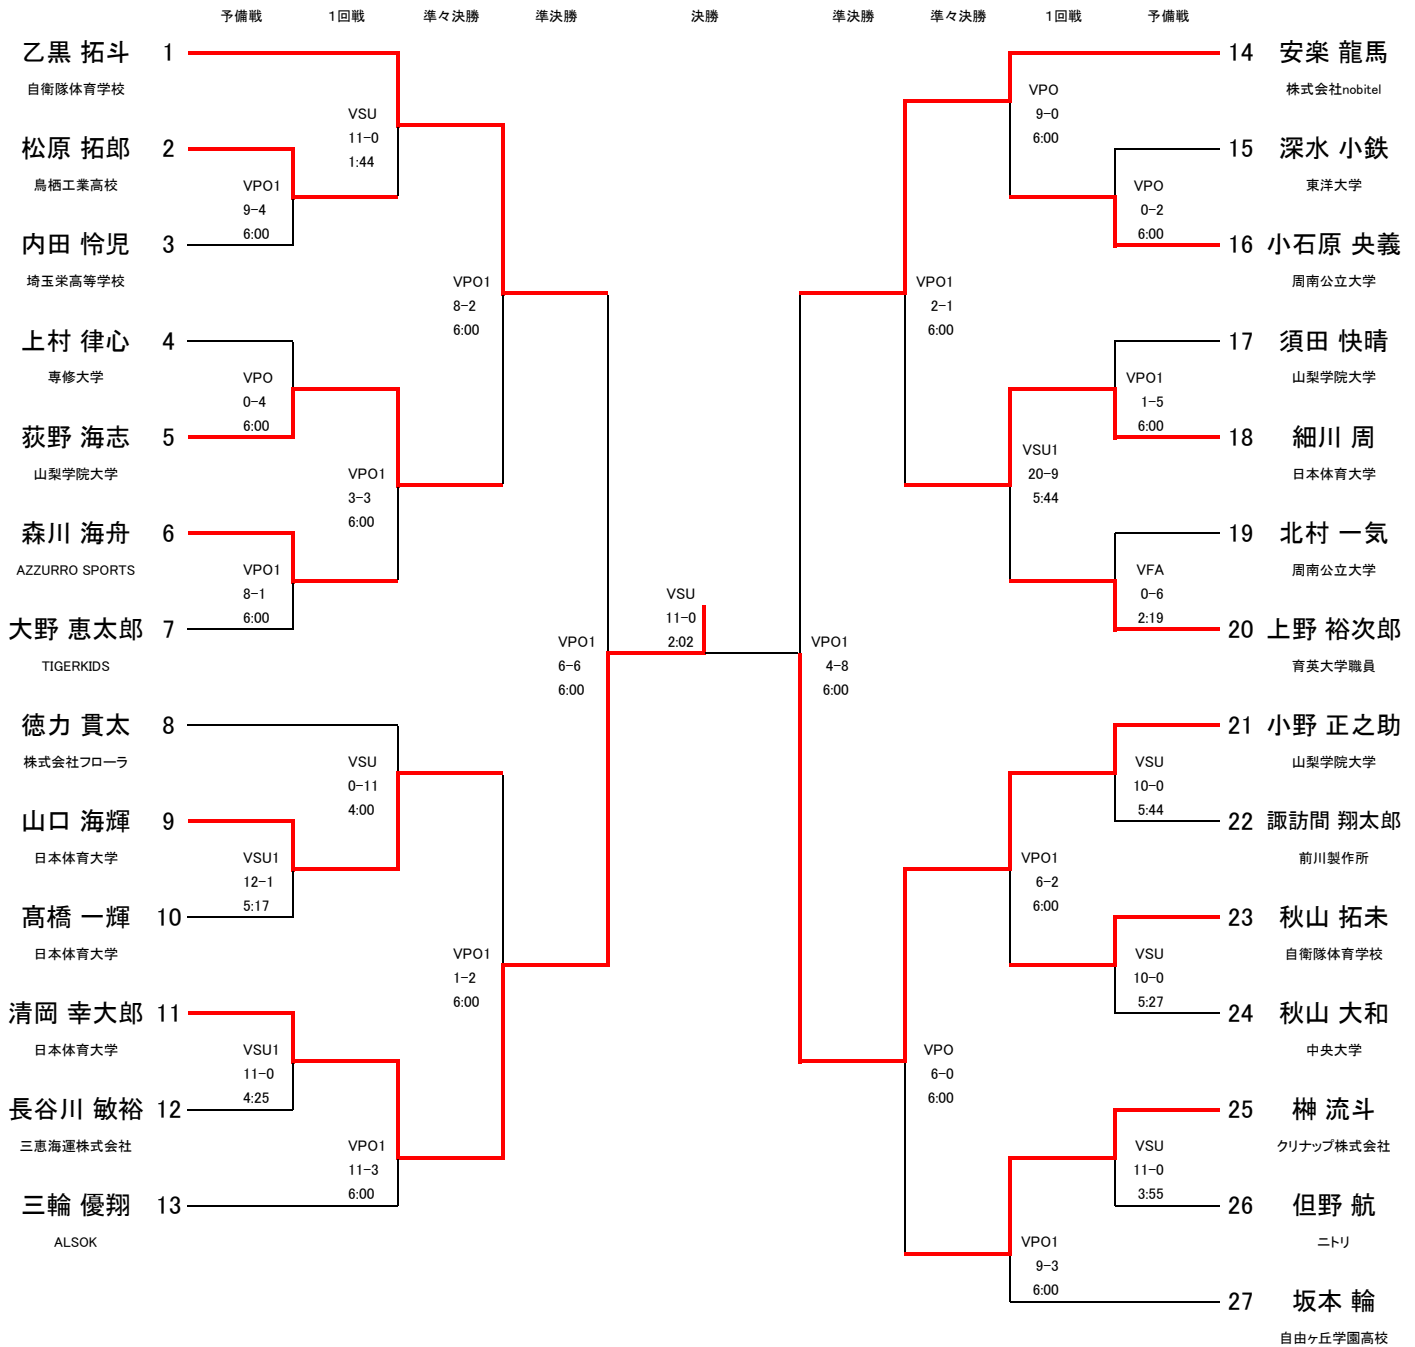 予備戦 1回戦 準々決勝 準決勝 決勝 準決勝 準々決勝 1回戦 予備戦
乙黒 拓斗 1
自衛隊体育学校
松原 拓郎 2
鳥栖工業高校
内田 怜児 3
埼玉栄高等学校
上村 律心 4
専修大学
荻野 海志 5
山梨学院大学
森川 海舟 6
AZZURRO SPORTS
大野 恵太郎 7
TIGERKIDS
徳力 貫太 8
株式会社フローラ
山口 海輝 9
日本体育大学
髙橋 一輝 10
日本体育大学
清岡 幸大郎 11
日本体育大学
長谷川 敏裕 12
三恵海運株式会社
三輪 優翔 13
ALSOK
VPO1
9-4
6:00
VPO
0-4
6:00
VPO1
8-1
6:00
VSU1
12-1
5:17
VSU1
11-0
4:25
VSU
11-0
1:44
VPO1
3-3
6:00
VSU
0-11
4:00
VPO1
11-3
6:00
VPO1
8-2
6:00
VPO1
1-2
6:00
VPO1
6-6
6:00
VSU
11-0
2:02
VPO1
4-8
6:00
VPO1
2-1
6:00
VPO
6-0
6:00
VPO
9-0
6:00
VSU1
20-9
5:44
VPO1
6-2
6:00
VPO1
9-3
6:00
VPO
0-2
6:00
VPO1
1-5
6:00
VFA
0-6
2:19
VSU
10-0
5:44
VSU
10-0
5:27
VSU
11-0
3:55
14 安楽 龍馬
株式会社nobitel
15 深水 小鉄
東洋大学
16 小石原 央義
周南公立大学
17 須田 快晴
山梨学院大学
18 細川 周
日本体育大学
19 北村 一気
周南公立大学
20 上野 裕次郎
育英大学職員
21 小野 正之助
山梨学院大学
22 諏訪間 翔太郎
前川製作所
23 秋山 拓未
自衛隊体育学校
24 秋山 大和
中央大学
25 榊 流斗
クリナップ株式会社
26 但野 航
ニトリ
27 坂本 輪
自由ヶ丘学園高校